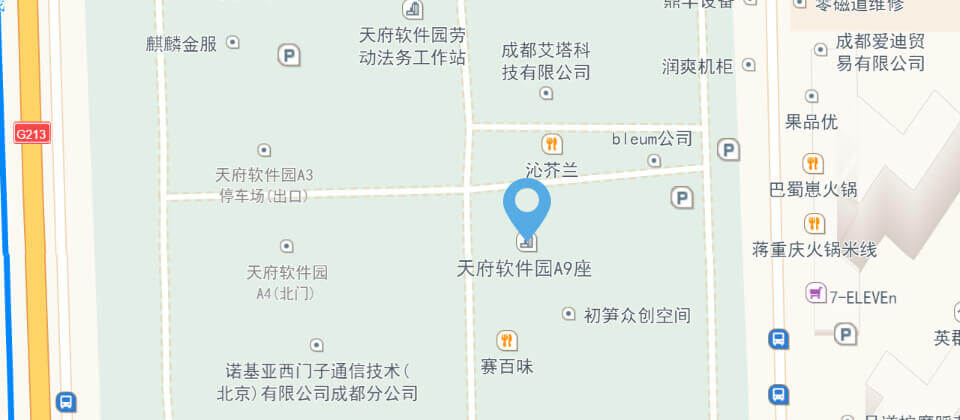 零磁道维修
天府软件园劳
动法务工作站
麒麟金服
P
成都艾塔科
技有限公司
润爽机柜
成都爱迪贸
易有限公司
果品优
G213
bleum公司
P
沁芥兰
天府软件园A3
停车场(出口)
巴蜀崽火锅
P
蒋重庆火锅米线
天府软件园A9座
天府软件园
A4(北门)
7-ELEVEn
初笋众创空间
P
赛百味
诺基亚西门子通信技术(
北京)有限公司成都分公司